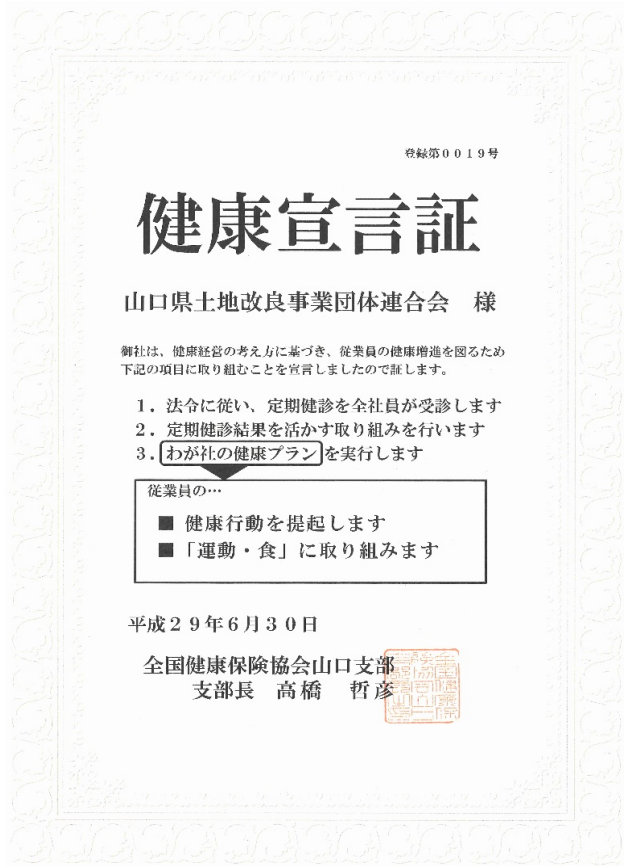 登録第0019号
健康宣言証
山口県土地改良事業団体連合会　様
御社は、健康経営の考え方に基づき、従業員の健康増進を図るため
下記の項目に取り組むことを宣言しましたので証します。
1．法令に従い、定期健診を全社員が受診します
2．定期健診結果を活かす取り組みを行います
3．わが社の健康プランを実行します
従業員の…
■ 健康行動を提起します
■「運動・食」に取り組みます
平成29年6月30日
全国健康保険協会山口支部
支部長　高橋　哲彦